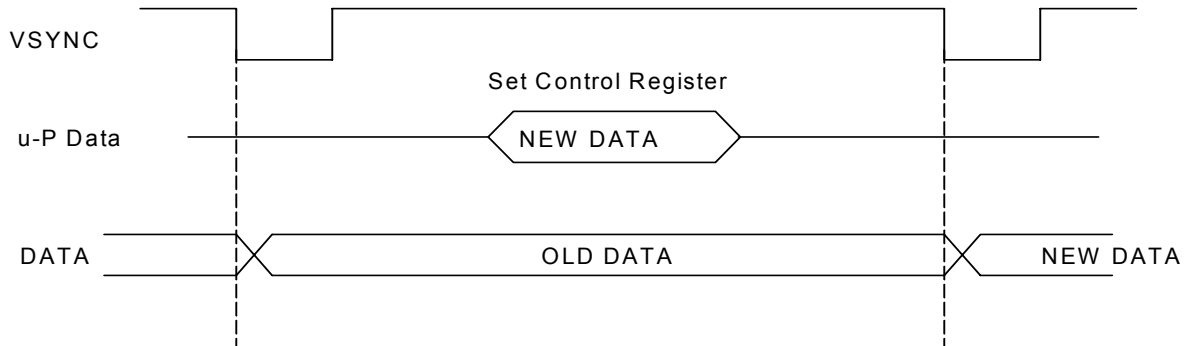 VSYNC
Set Control Register
u-P Data
NEW DATA
DATA
OLD DATA
NEW DATA